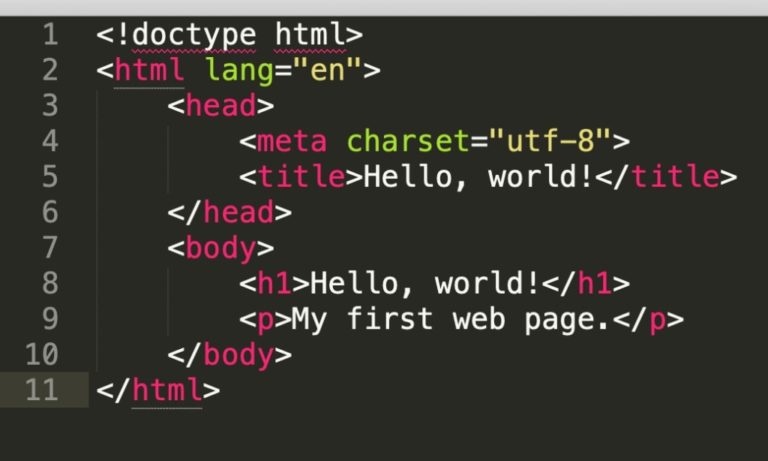 1 <!doctype html>
2 <html lang="en">
3     <head>
4         <meta charset="utf-8">
5         <title>Hello, world!</title>
6     </head>
7     <body>
8         <h1>Hello, world!</h1>
9         <p>My first web page.</p>
10     </body>
11 </html>